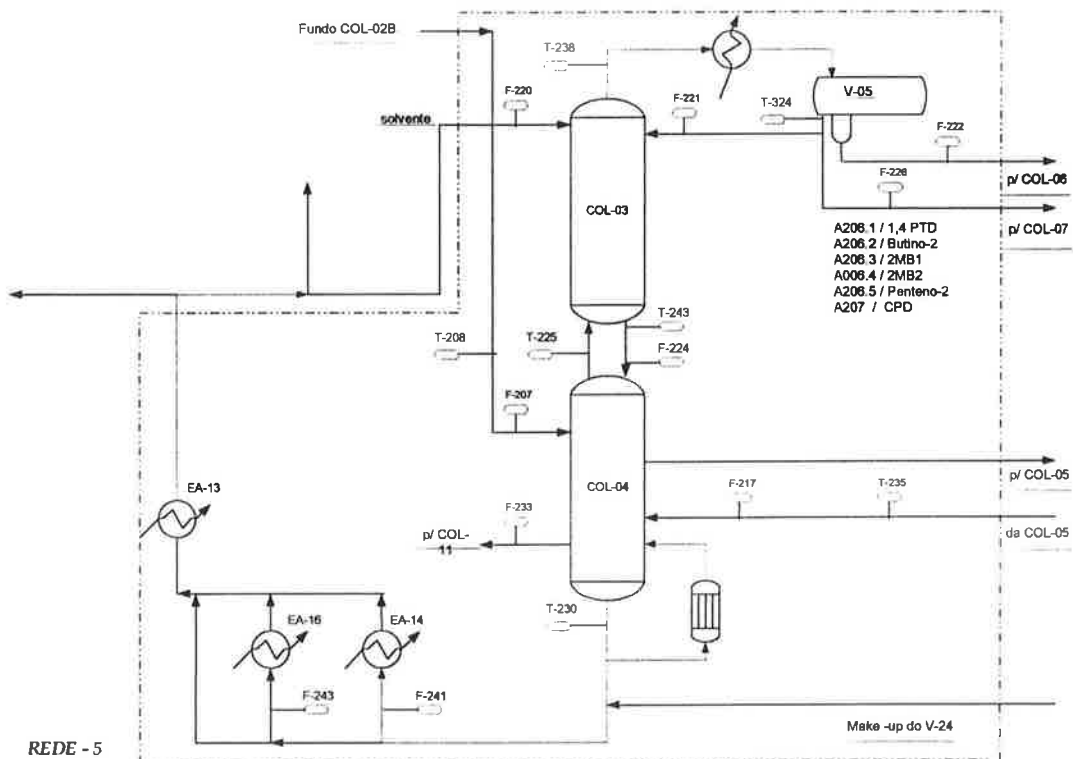 Fundo COL-02B
T-238
F-220
solvente
F-221
T-324
V-05
F-222
p/ COL-06
F-226
p/ COL-07
COL-03
A206.1 / 1,4 PTD
A206.2 / Butino-2
A206.3 / 2MB1
A006.4 / 2MB2
A206.5 / Penteno-2
A207 / CPD
T-243
T-208
T-225
F-224
F-207
COL-04
p/ COL-05
F-217
T-235
da COL-05
EA-13
F-233
p/ COL-
11
T-230
EA-16
EA-14
F-243
F-241
Make -up do V-24
REDE - 5